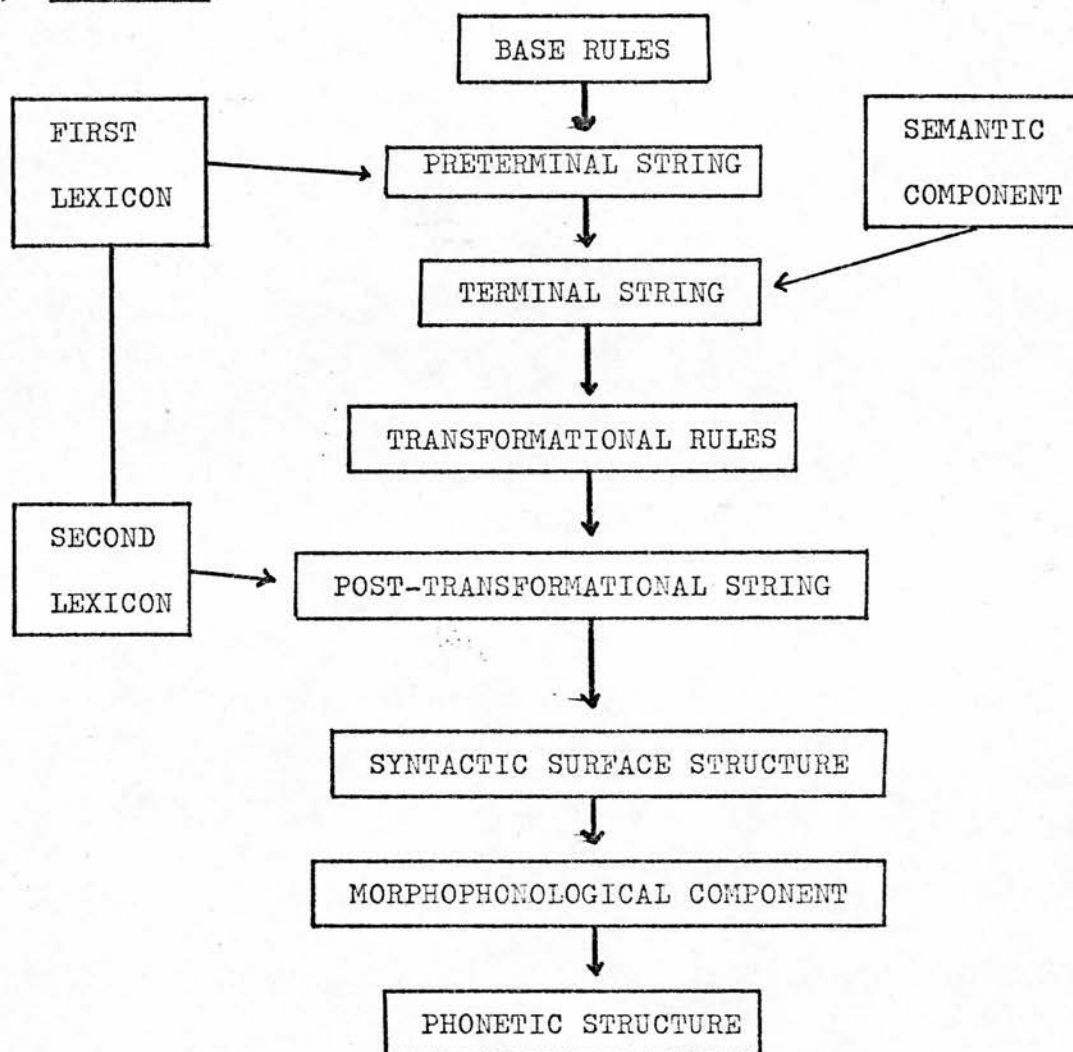 BASE RULES
FIRST
LEXICON
SEMANTIC
COMPONENT
PRETERMINAL STRING
TERMINAL STRING
TRANSFORMATIONAL RULES
SECOND
LEXICON
POST-TRANSFORMATIONAL STRING
SYNTACTIC SURFACE STRUCTURE
MORPHOPHONOLOGICAL COMPONENT
PHONETIC STRUCTURE